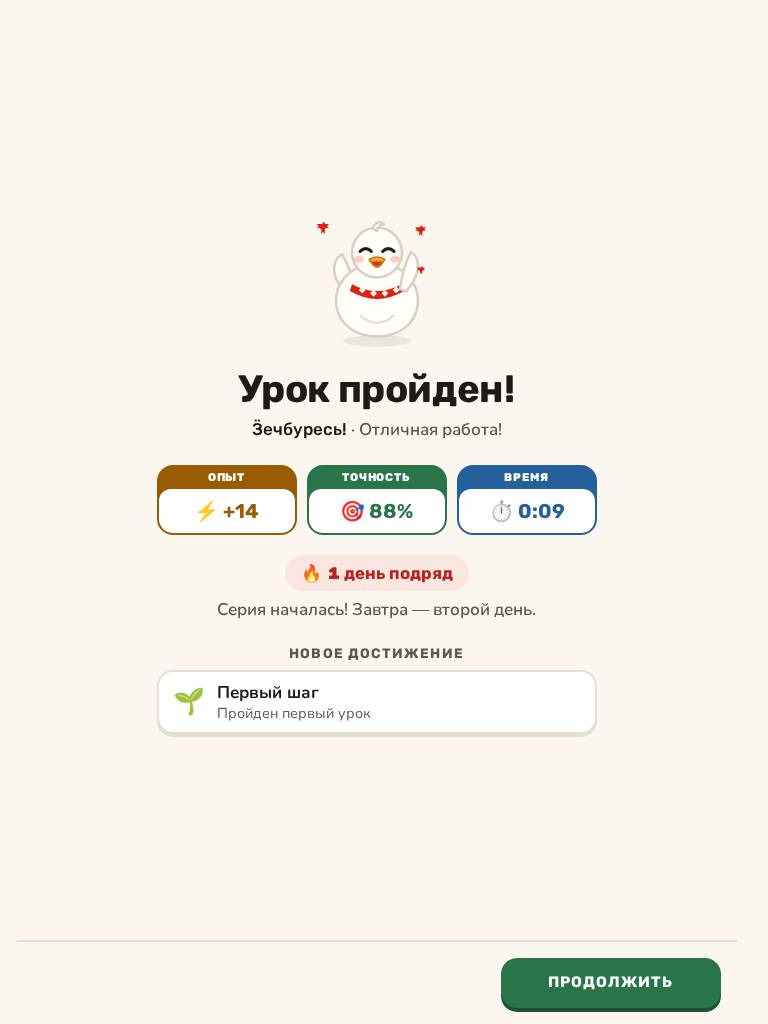 Урок пройден!
Ӟечбуресь! · Отличная работа!
ОПЫТ
⚡ +14
ТОЧНОСТЬ
🎯 88%
ВРЕМЯ
⏱️ 0:09
🔥 1 день подряд
Серия началась! Завтра — второй день.
НОВОЕ ДОСТИЖЕНИЕ
🌱 Первый шаг
Пройден первый урок
ПРОДОЛЖИТЬ